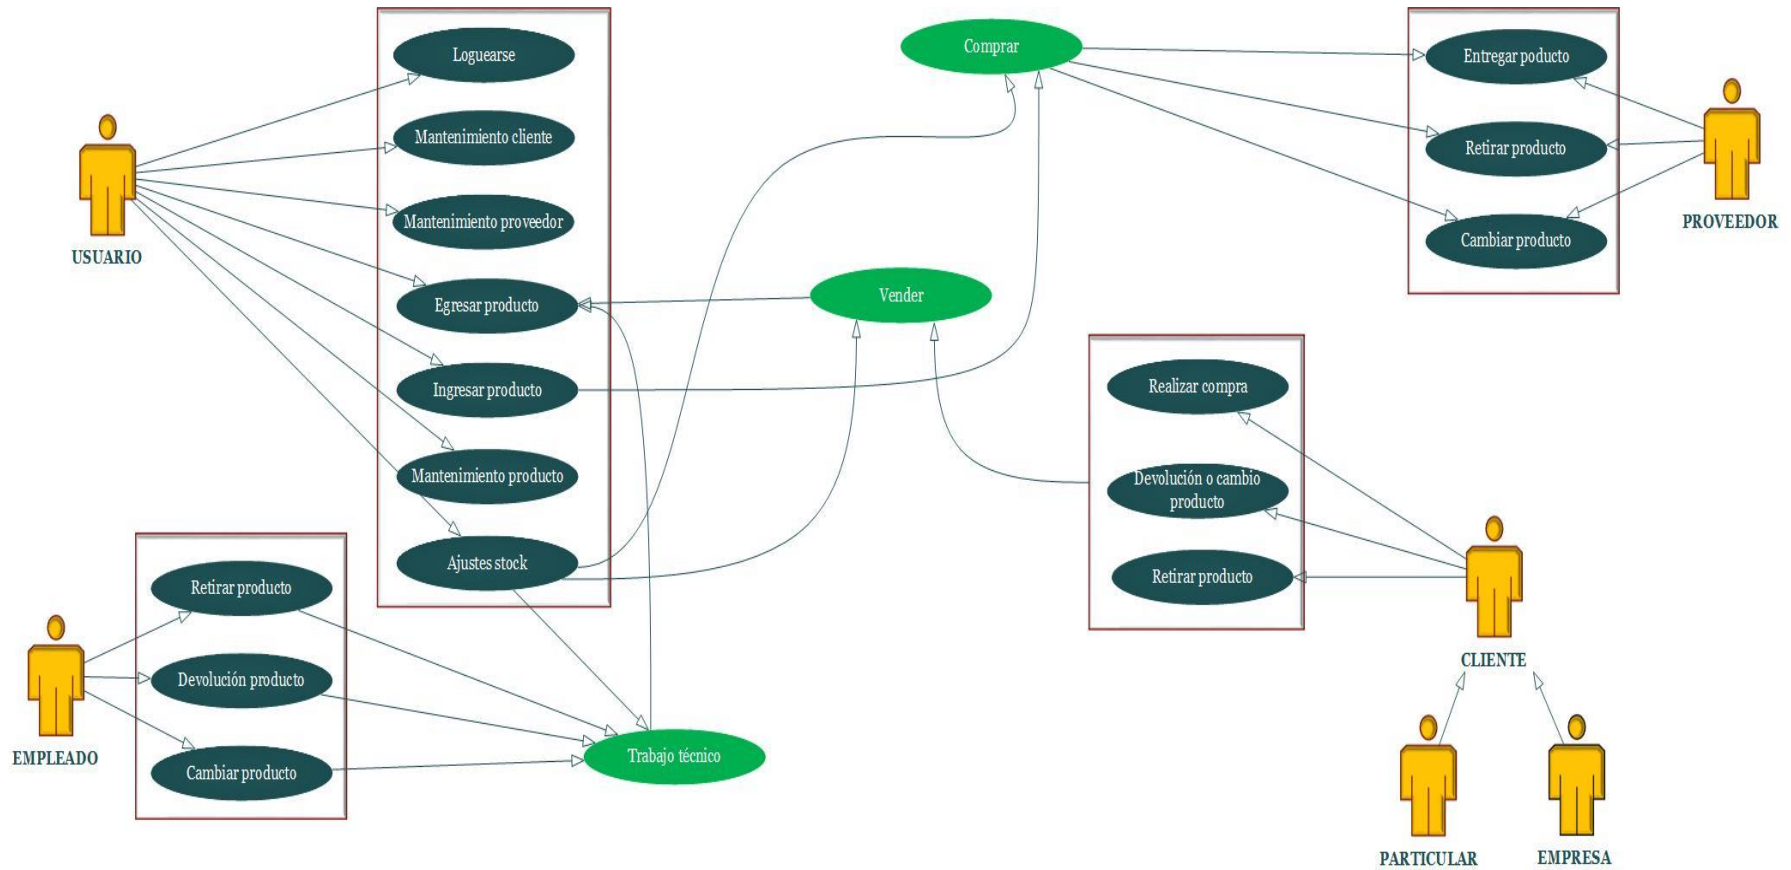 Loguearse
Mantenimiento cliente
Mantenimiento proveedor
Egresar producto
Ingresar producto
Mantenimiento producto
Ajustes stock
USUARIO
Comprar
Vender
Entregar poducto
Retirar producto
Cambiar producto
PROVEEDOR
Realizar compra
Devolución o cambio
producto
Retirar producto
CLIENTE
PARTICULAR
EMPRESA
Retirar producto
Devolución producto
Cambiar producto
EMPLEADO
Trabajo técnico